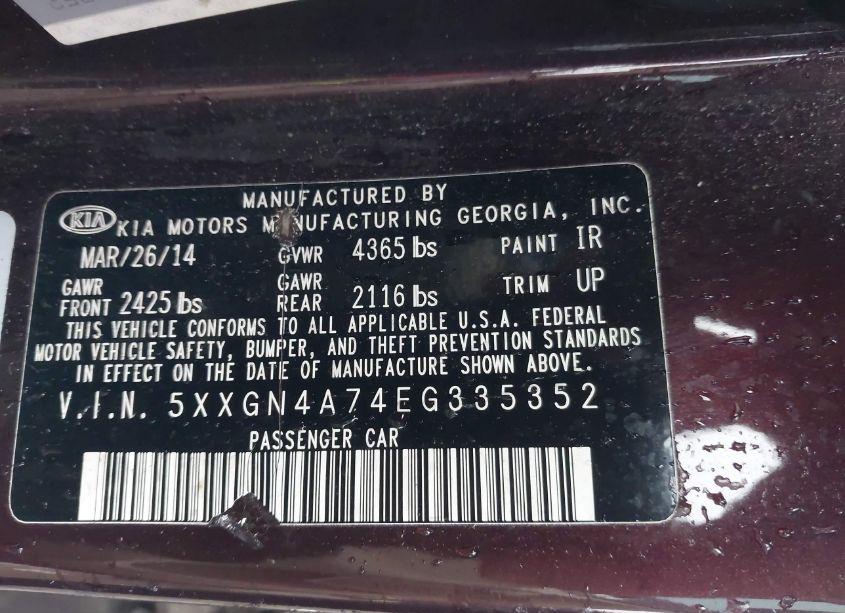 MANUFACTURED BY
KIA KIA MOTORS MANUFACTURING GEORGIA, INC.
MAR/26/14 GVWR 4365 lbs PAINT IR
GAWR FRONT 2425 lbs GAWR REAR 2116 lbs TRIM UP
THIS VEHICLE CONFORMS TO ALL APPLICABLE U.S.A. FEDERAL
MOTOR VEHICLE SAFETY, BUMPER, AND THEFT PREVENTION STANDARDS
IN EFFECT ON THE DATE OF MANUFACTURE SHOWN ABOVE.
V.I.N. 5XXGN4A74EG335352
PASSENGER CAR